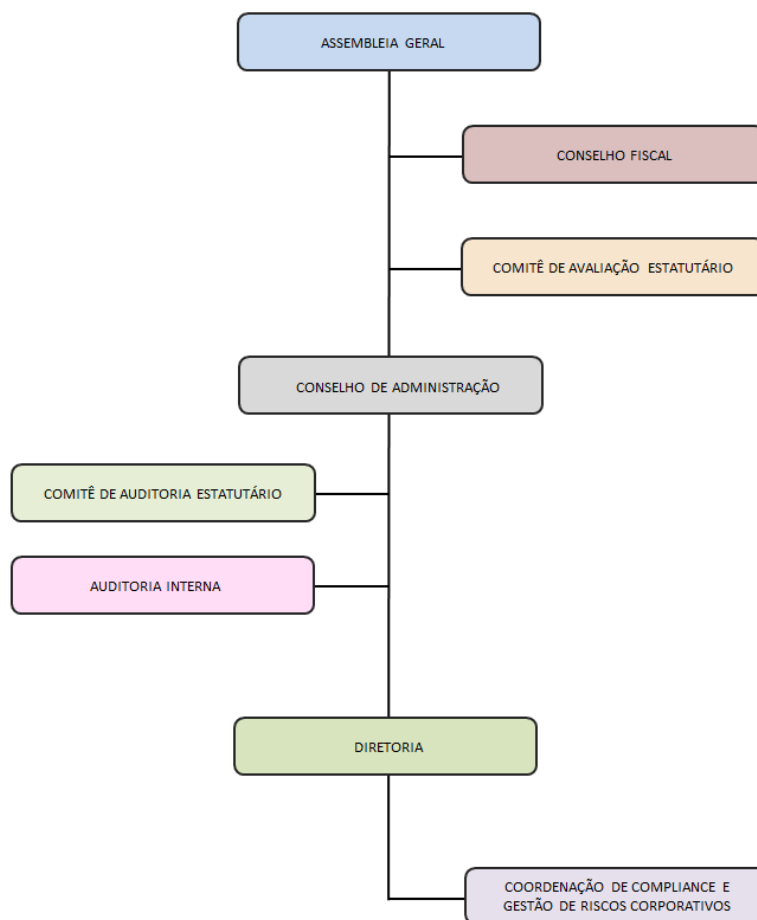 ASSEMBLEIA GERAL
CONSELHO FISCAL
COMITÊ DE AVALIAÇÃO ESTATUTÁRIO
CONSELHO DE ADMINISTRAÇÃO
COMITÊ DE AUDITORIA ESTATUTÁRIO
AUDITORIA INTERNA
DIRETORIA
COORDENAÇÃO DE COMPLIANCE E
GESTÃO DE RISCOS CORPORATIVOS